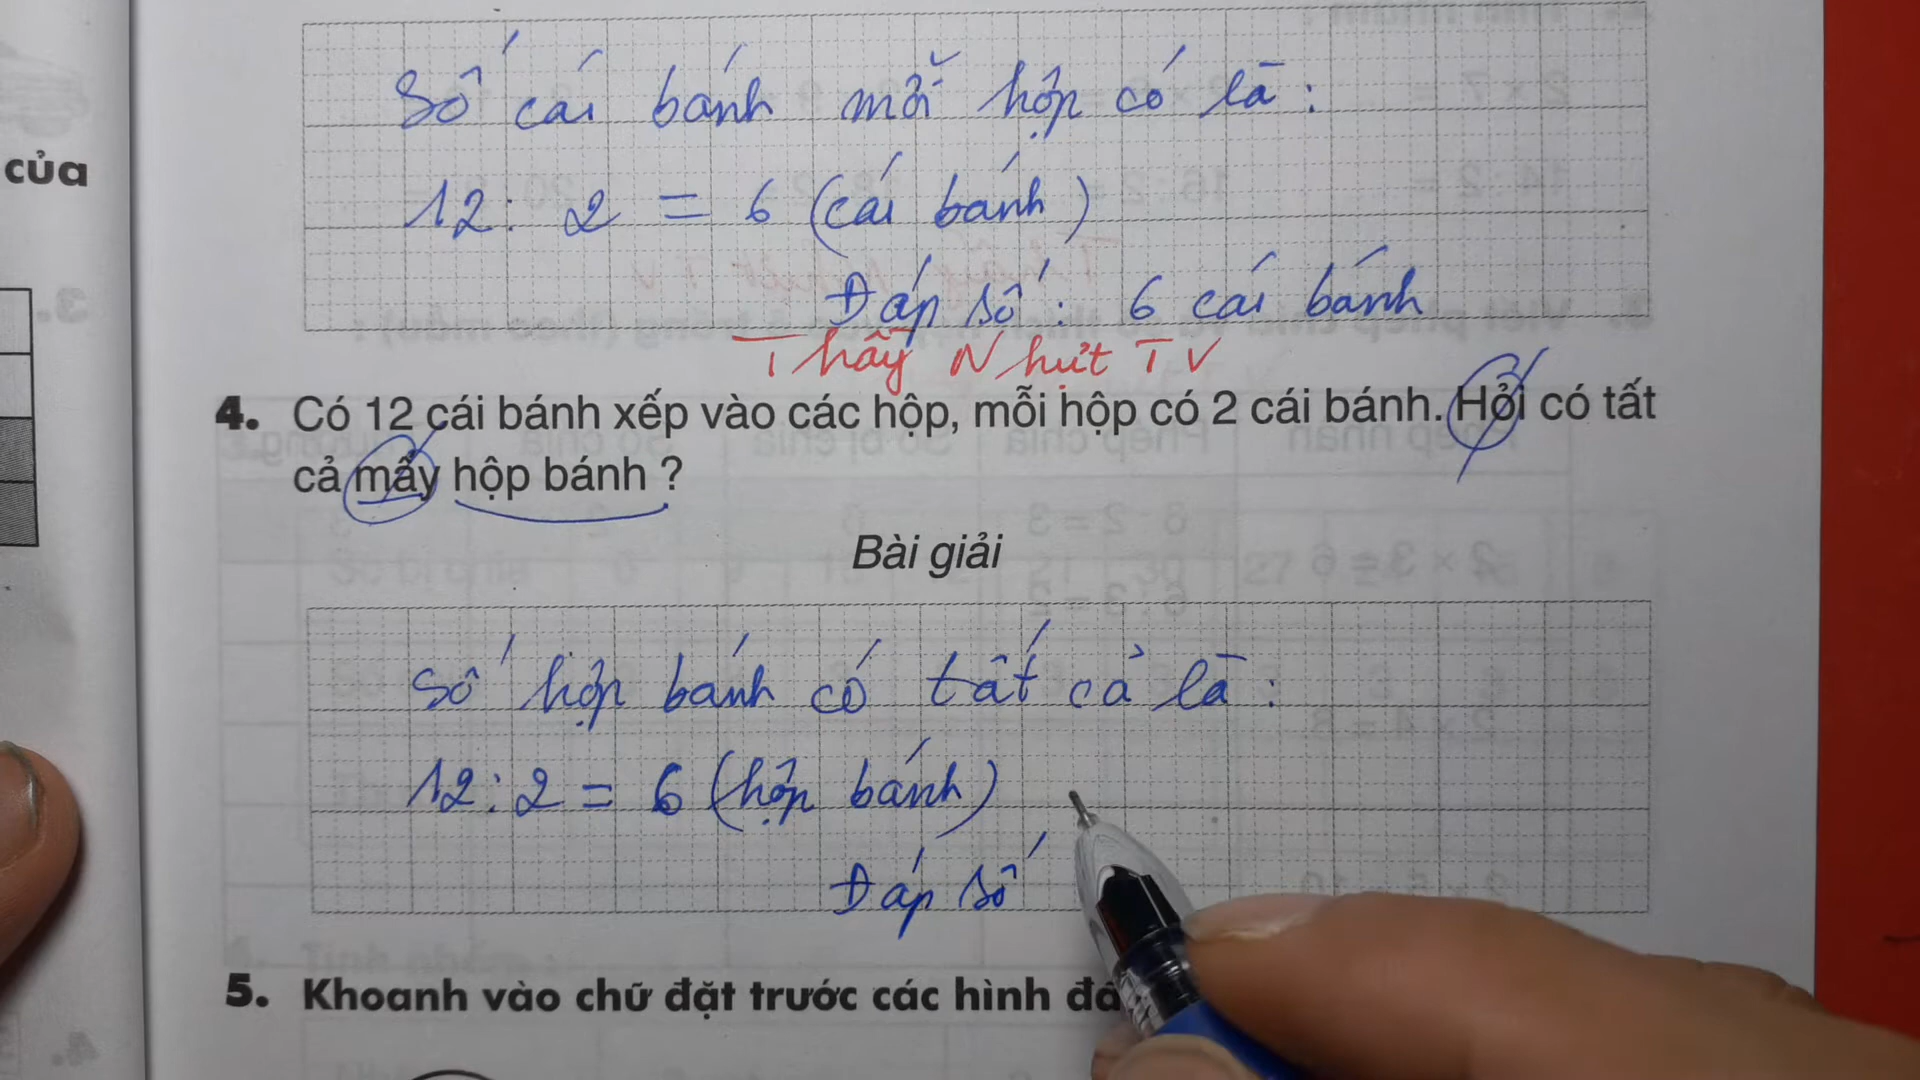 Số cái bánh mỗi hộp có là:
của
12 : 2 = 6 (cái bánh)
Đáp số: 6 cái bánh
Thầy Nhựt TV
4. Có 12 cái bánh xếp vào các hộp, mỗi hộp có 2 cái bánh. Hỏi có tất
cả mấy hộp bánh ?
Bài giải
Số hộp bánh có tất cả là:
12 : 2 = 6 (hộp bánh)
Đáp số
5. Khoanh vào chữ đặt trước các hình